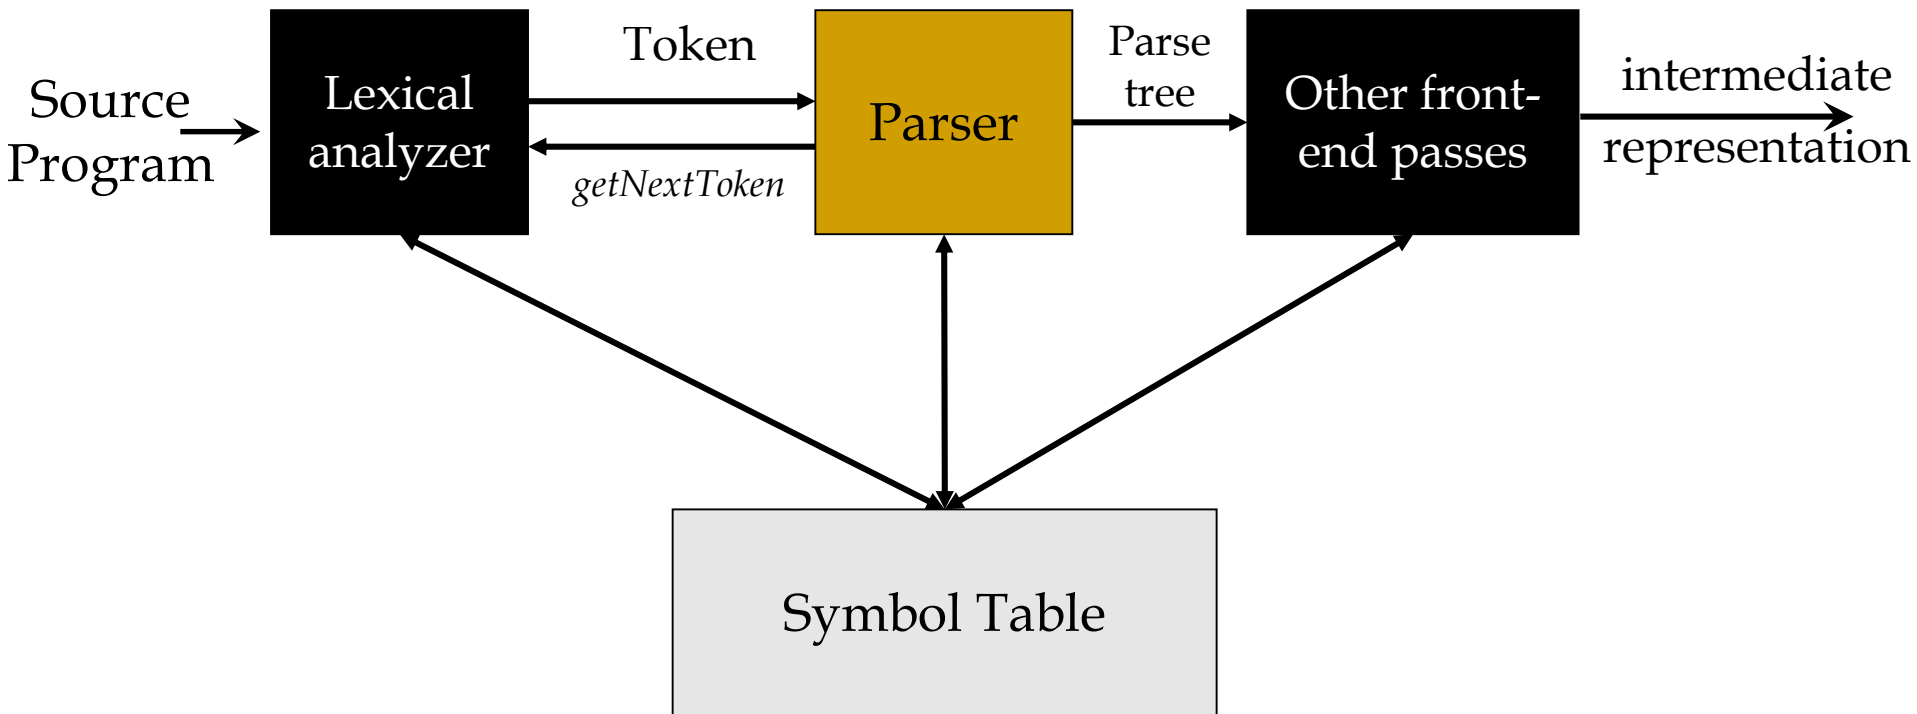 Source
Program
Lexical
analyzer
Token
getNextToken
Parser
Parse
tree
Other front-
end passes
intermediate
representation
Symbol Table